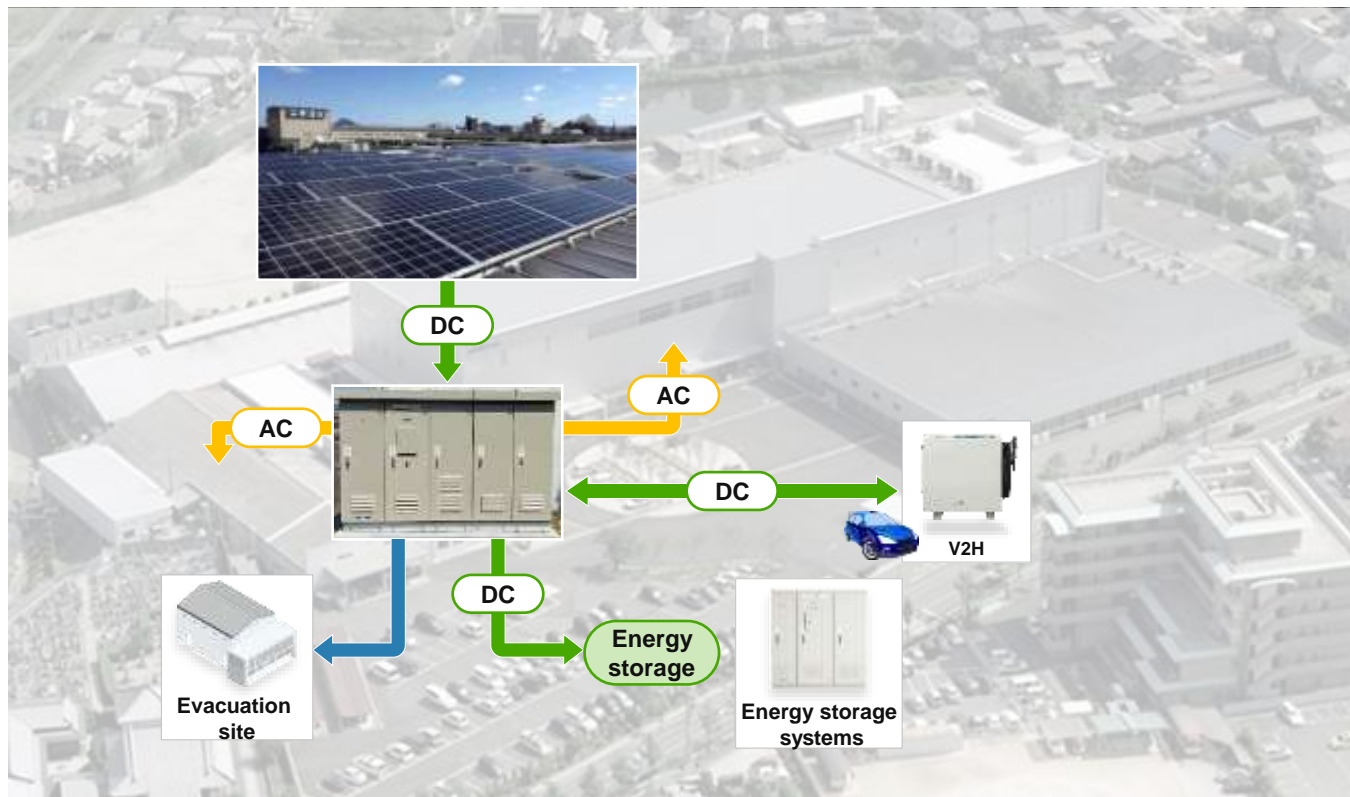 DC
AC
AC
DC
V2H
DC
Energy
storage
Evacuation
site
Energy storage
systems